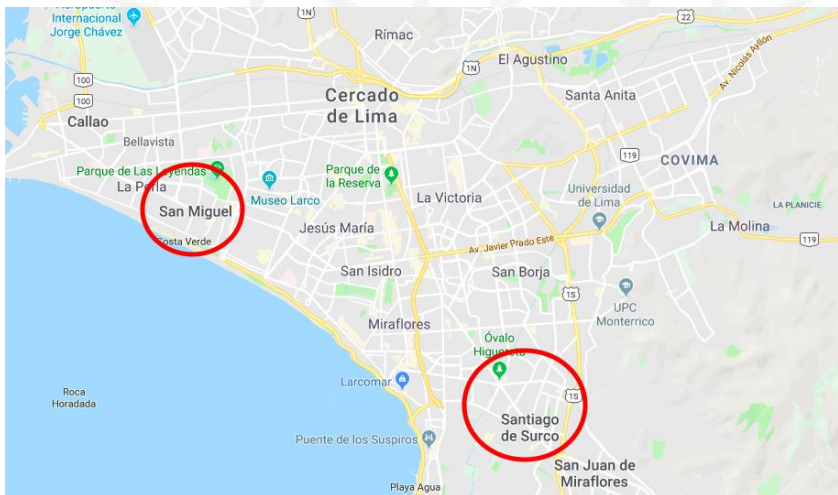 Aeropuerto
Internacional
Jorge Chávez
1N
22
Rímac
1N
El Agustino
Av. Nicolás Ayllón
100
100
Cercado
de Lima
Santa Anita
Callao
Bellavista
119
COVIMA
Parque de Las Leyendas
La Perla
Museo Larco
Parque de
la Reserva
La Victoria
Universidad
de Lima
San Miguel
LA PLANICIE
La Molina
119
Jesús María
Costa Verde
Av. Javier Prado Este
San Isidro
San Borja
1S
UPC
Monterrico
Miraflores
Óvalo
Higuereta
Larcomar
Roca
Horadada
1S
Santiago
de Surco
Puente de los Suspiros
San Juan de
Miraflores
Playa Agua